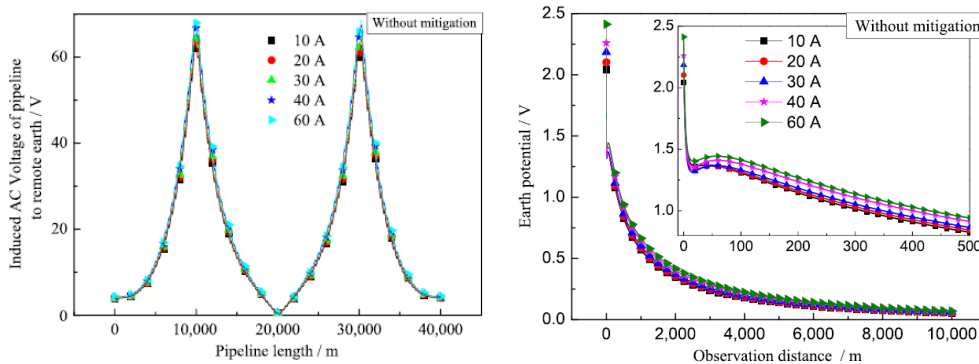 Without mitigation
60
40
20
0
Induced AC Voltage of pipeline
to remote earth / V
10 A
20 A
30 A
40 A
60 A
0
10,000
20,000
30,000
40,000
Pipeline length / m
Without mitigation
2.5
2.0
1.5
1.0
0.5
0.0
Earth potential / V
2.5
2.0
1.5
1.0
10 A
20 A
30 A
40 A
60 A
0
100
200
300
400
500
0
2,000
4,000
6,000
8,000
10,000
Observation distance / m